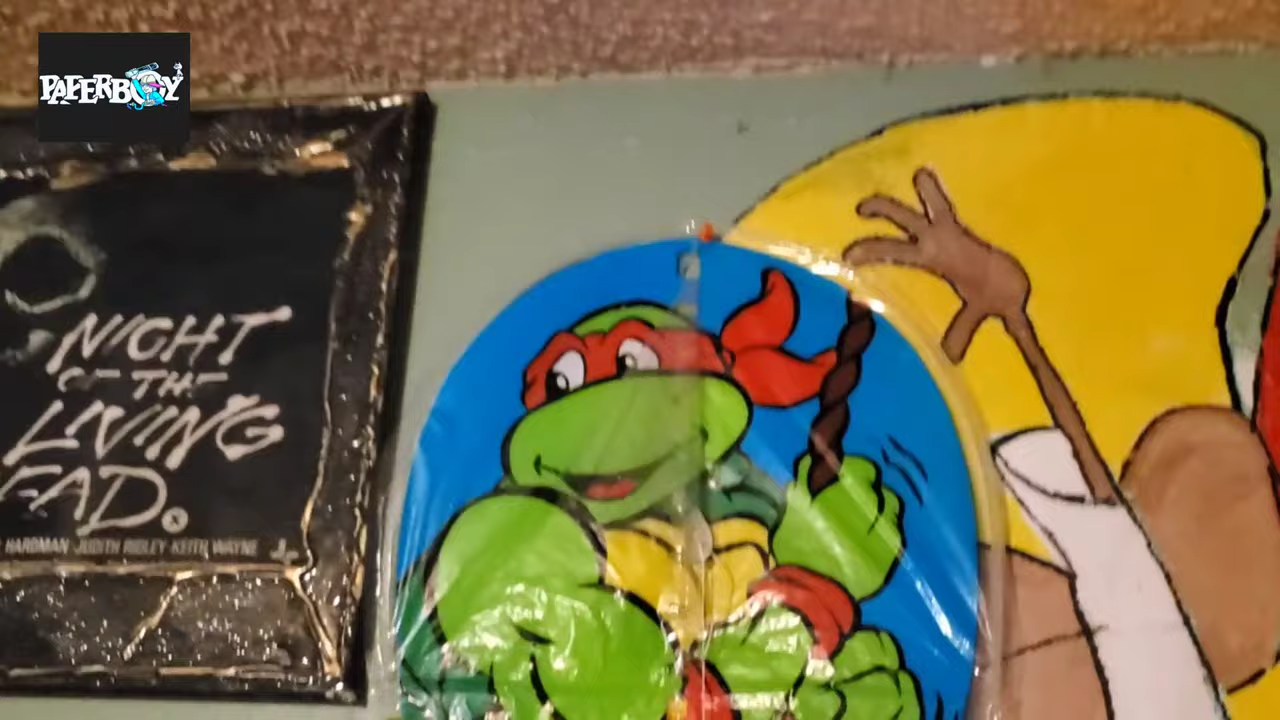 PAPERBOY
NIGHT
OF THE
LIVING
EAD.
HARDMAN JUDITH RIDLEY KEITH WAYNE